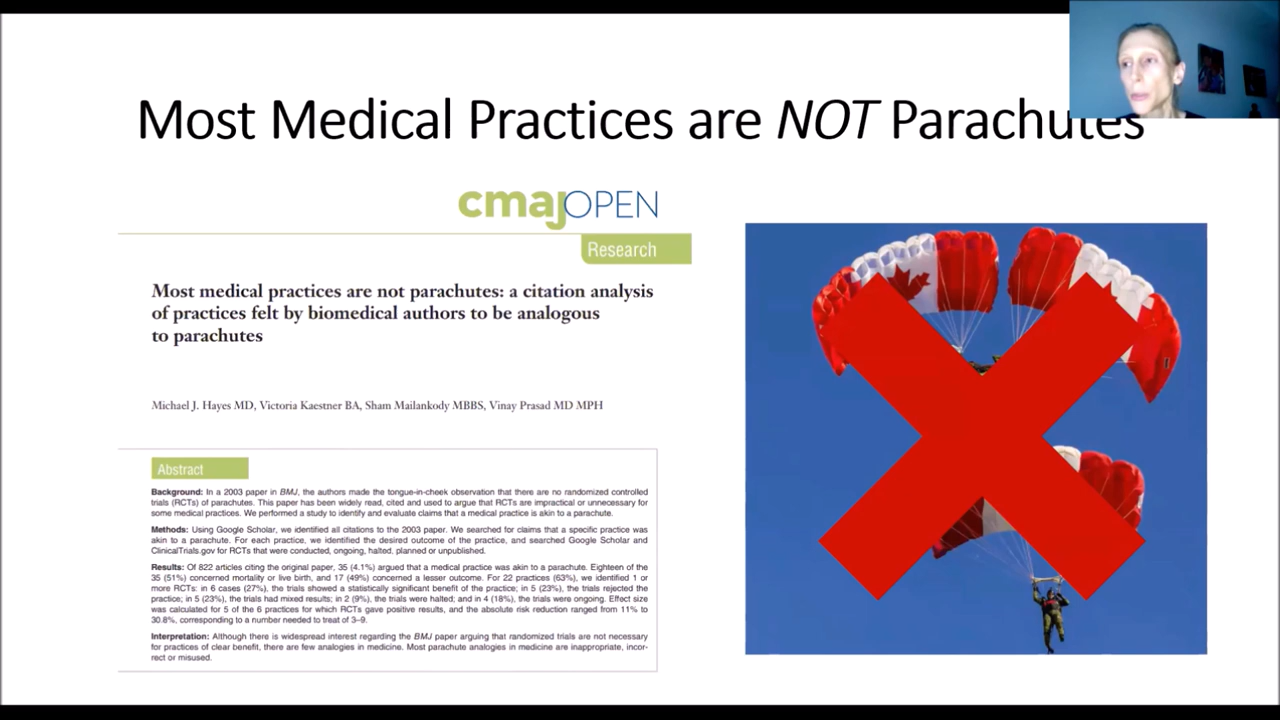 Most Medical Practices are NOT Parachutes
cmajOPEN
Research
Most medical practices are not parachutes: a citation analysis
of practices felt by biomedical authors to be analogous
to parachutes
Michael J. Hayes MD, Victoria Kaestner BA, Sham Mailankody MBBS, Vinay Prasad MD MPH
Abstract
Background: In a 2003 paper in BMJ, the authors made the tongue-in-cheek observation that there are no randomized controlled
trials (RCTs) of parachutes. This paper has been widely read, cited and used to argue that RCTs are impractical or unnecessary for
some medical practices. We performed a study to identify and evaluate claims that a medical practice is akin to a parachute.
Methods: Using Google Scholar, we identified all citations to the 2003 paper. We searched for claims that a specific practice was
akin to a parachute. For each practice, we identified the desired outcome of the practice, and searched Google Scholar and
ClinicalTrials.gov for RCTs that were conducted, ongoing, halted, planned or unpublished.
Results: Of 822 articles citing the original paper, 35 (4.1%) argued that a medical practice was akin to a parachute. Eighteen of the
35 (51%) concerned mortality or live birth, and 17 (49%) concerned a lesser outcome. For 22 practices (63%), we identified 1 or
more RCTs: in 6 cases (27%), the trials showed a statistically significant benefit of the practice; in 5 (23%), the trials rejected the
practice; in 5 (23%), the trials had mixed results; in 2 (9%), the trials were halted; and in 4 (18%), the trials were ongoing. Effect size
was calculated for 5 of the 6 practices for which RCTs gave positive results, and the absolute risk reduction ranged from 11% to
30.8%, corresponding to a number needed to treat of 3–9.
Interpretation: Although there is widespread interest regarding the BMJ paper arguing that randomized trials are not necessary
for practices of clear benefit, there are few analogies in medicine. Most parachute analogies in medicine are inappropriate, incor-
rect or misused.